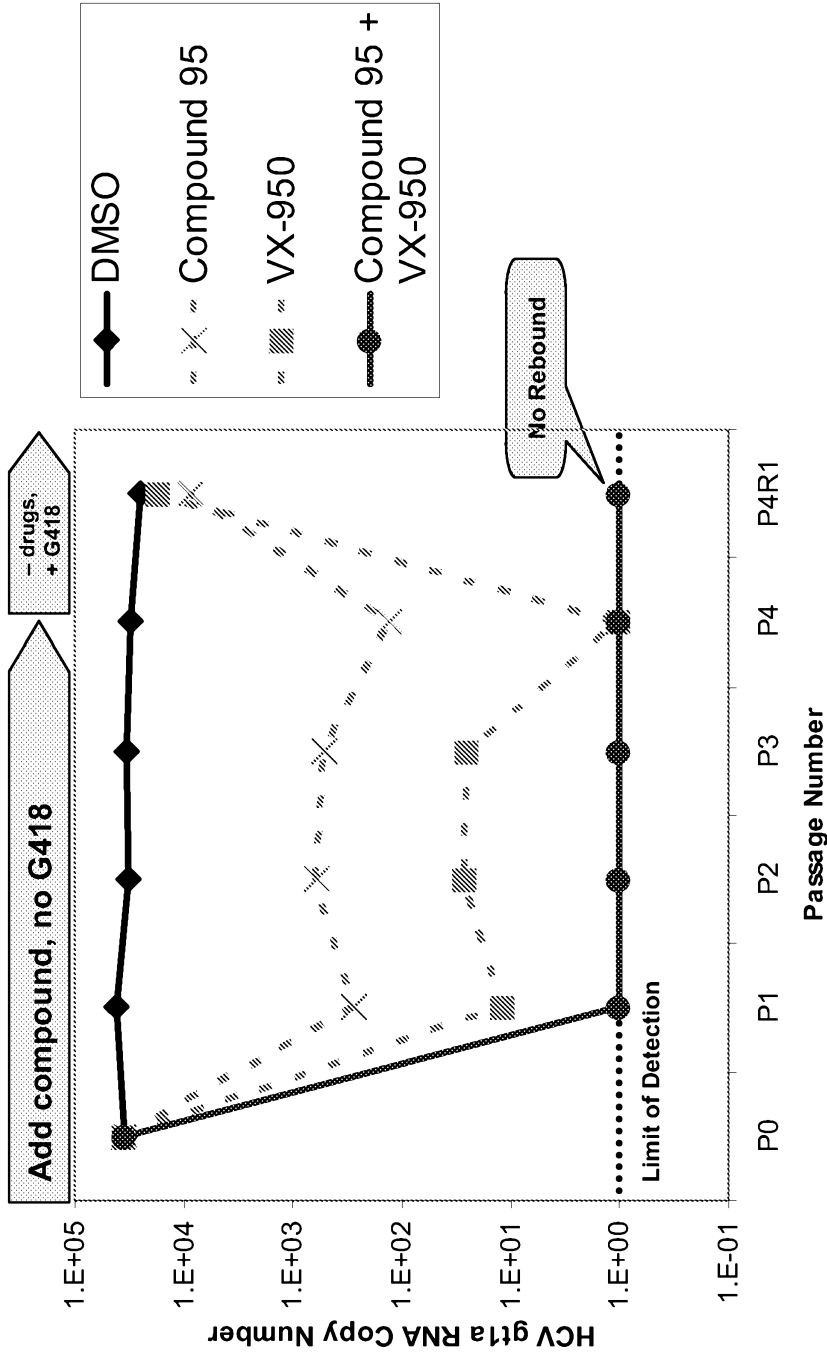 Add compound, no G418
– drugs,
+ G418
DMSO
Compound 95
VX-950
Compound 95 +
VX-950
1.E+05
1.E+04
1.E+03
1.E+02
1.E+01
1.E+00
1.E-01
HCV gt1a RNA Copy Number
No Rebound
Limit of Detection
P0
P1
P2
P3
P4
P4R1
Passage Number